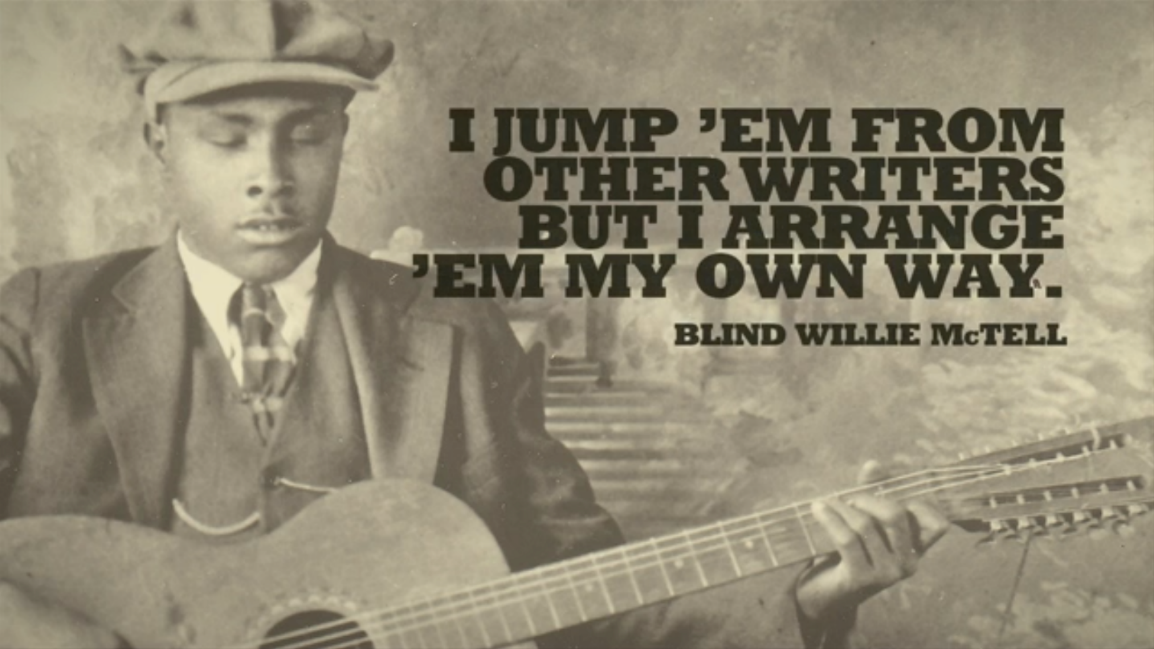 I JUMP ’EM FROM
OTHER WRITERS
BUT I ARRANGE
’EM MY OWN WAY.
BLIND WILLIE McTELL